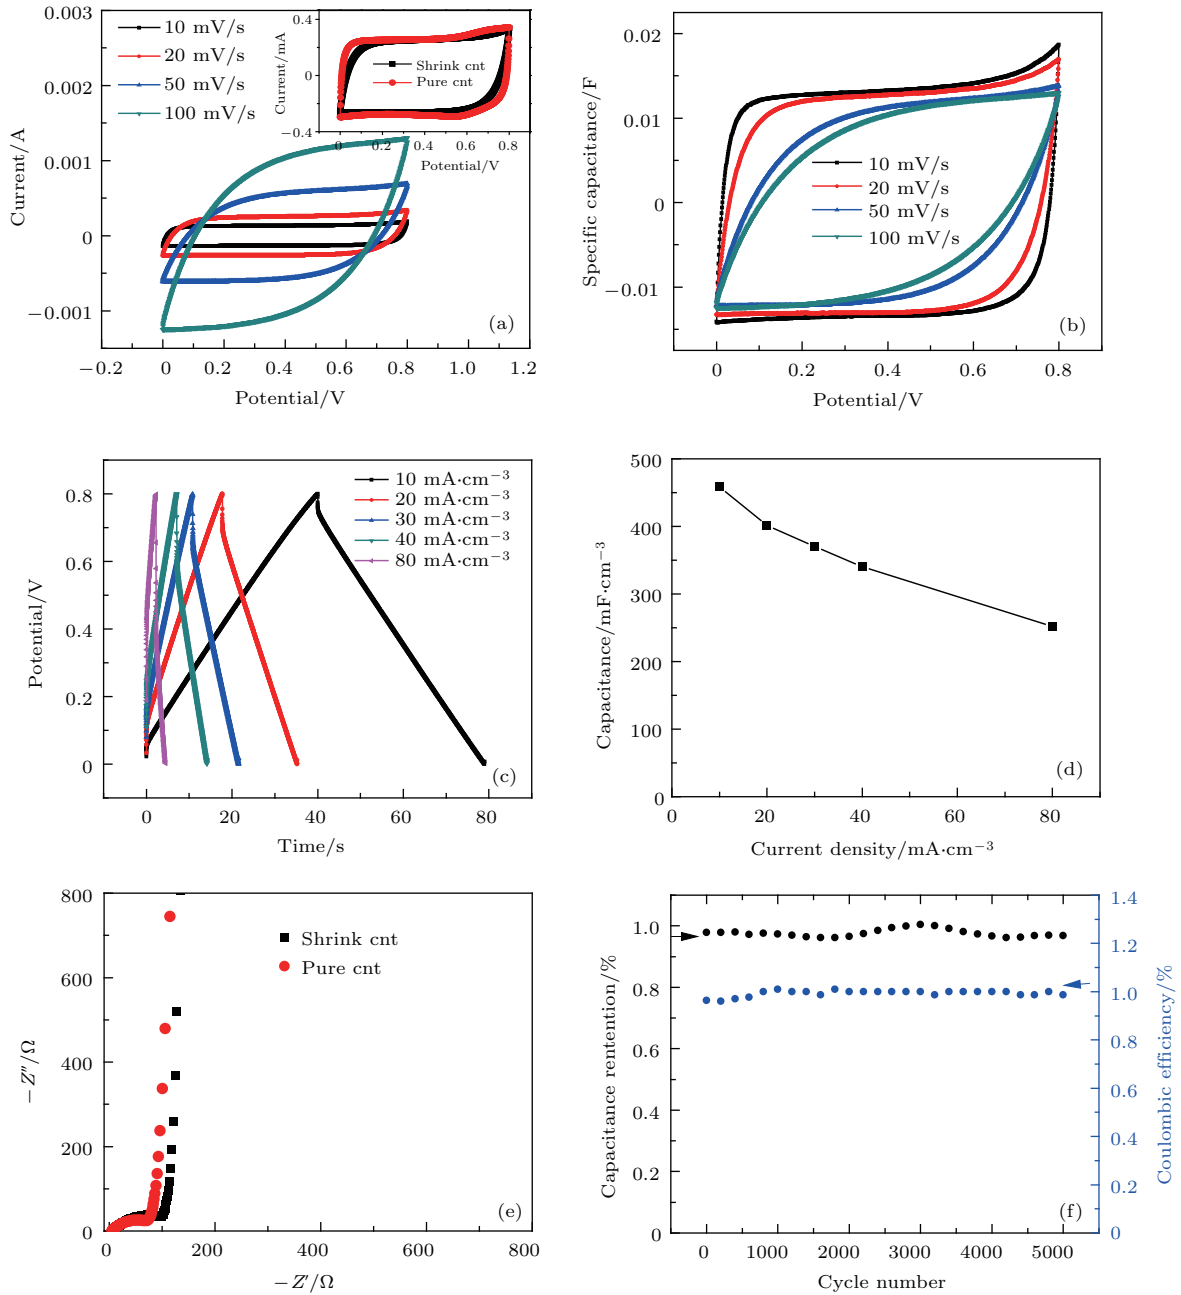 0.003
0.002
0.001
0
−0.001
Current/A
10 mV/s
20 mV/s
50 mV/s
100 mV/s
0.4
0
−0.4
Current/mA
Shrink cnt
Pure cnt
0 0.2 0.4 0.6 0.8
Potential/V
(a)
−0.2 0 0.2 0.4 0.6 0.8 1.0 1.2
Potential/V
0.02
0.01
0
−0.01
Specific capacitance/F
10 mV/s
20 mV/s
50 mV/s
100 mV/s
(b)
0 0.2 0.4 0.6 0.8
Potential/V
0.8
0.6
0.4
0.2
0
Potential/V
10 mA·cm−3
20 mA·cm−3
30 mA·cm−3
40 mA·cm−3
80 mA·cm−3
(c)
0 20 40 60 80
Time/s
500
400
300
250
100
0
Capacitance/mF·cm−3
(d)
0 20 40 60 80
Current density/mA·cm−3
800
600
400
200
0
−Z″/Ω
Shrink cnt
Pure cnt
(e)
0 200 400 600 800
−Z′/Ω
1.0
0.8
0.6
0.4
0.2
0
Capacitance rentention/%
1.4
1.2
1.0
0.8
0.6
0.4
0.2
0
Coulombic efficiency/%
(f)
0 1000 2000 3000 4000 5000
Cycle number